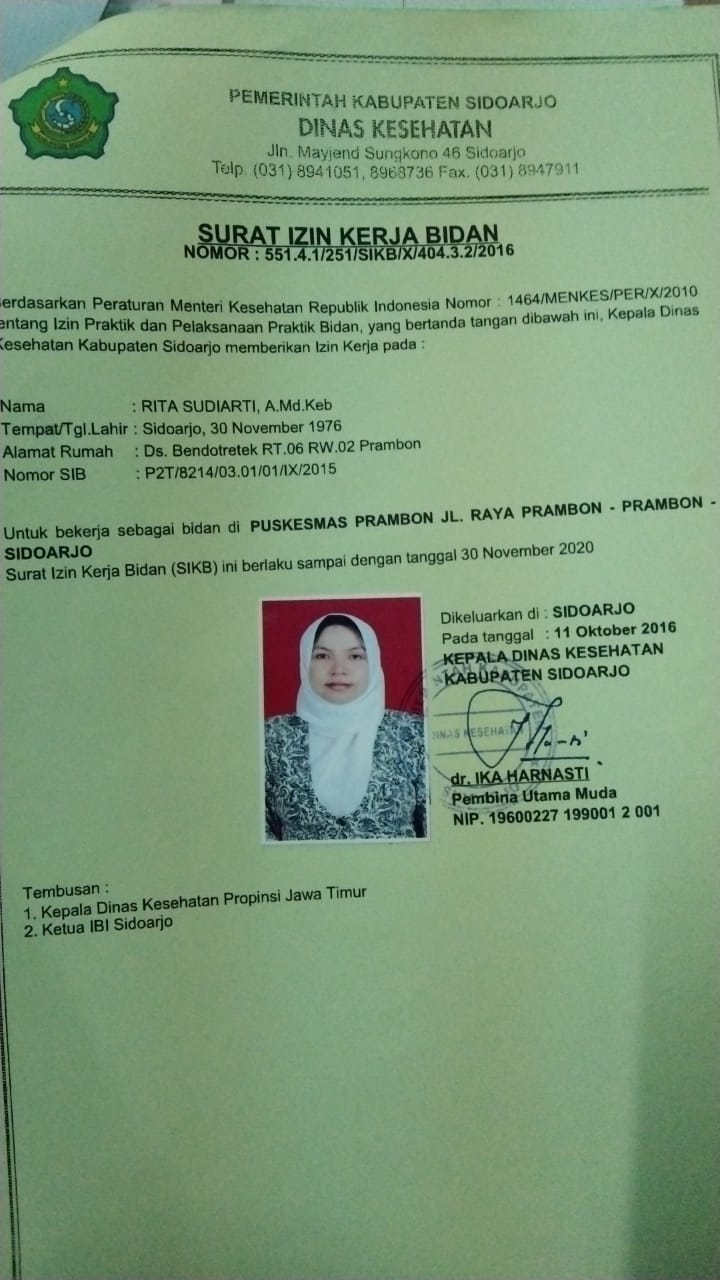 PEMERINTAH KABUPATEN SIDOARJO
DINAS KESEHATAN
Jln. Mayjend Sungkono 46 Sidoarjo
Telp. (031) 8941051, 8968736 Fax. (031) 8947911
SURAT IZIN KERJA BIDAN
NOMOR : 551.4.1/251/SIKB/X/404.3.2/2016
erdasarkan Peraturan Menteri Kesehatan Republik Indonesia Nomor : 1464/MENKES/PER/X/2010
entang Izin Praktik dan Pelaksanaan Praktik Bidan, yang bertanda tangan dibawah ini, Kepala Dinas
Kesehatan Kabupaten Sidoarjo memberikan Izin Kerja pada :
Nama : RITA SUDIARTI, A.Md.Keb
Tempat/Tgl.Lahir : Sidoarjo, 30 November 1976
Alamat Rumah : Ds. Bendotretek RT.06 RW.02 Prambon
Nomor SIB : P2T/8214/03.01/01/IX/2015
Untuk bekerja sebagai bidan di PUSKESMAS PRAMBON JL. RAYA PRAMBON - PRAMBON -
SIDOARJO
Surat Izin Kerja Bidan (SIKB) ini berlaku sampai dengan tanggal 30 November 2020
Dikeluarkan di : SIDOARJO
Pada tanggal : 11 Oktober 2016
KEPALA DINAS KESEHATAN
KABUPATEN SIDOARJO
DINAS KESEHATAN
dr. IKA HARNASTI
Pembina Utama Muda
NIP. 19600227 199001 2 001
Tembusan :
1. Kepala Dinas Kesehatan Propinsi Jawa Timur
2. Ketua IBI Sidoarjo